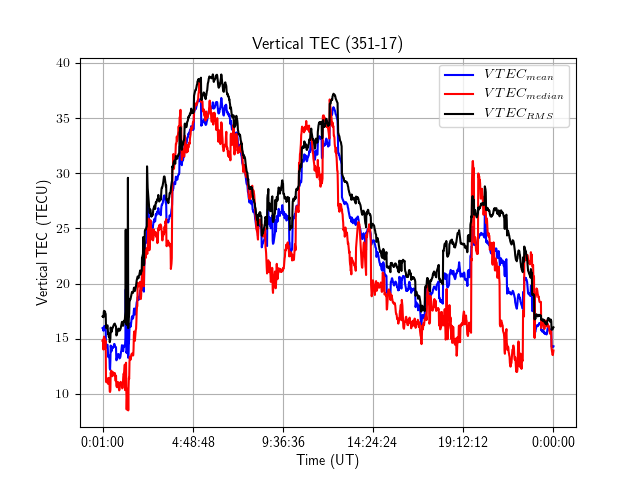 Vertical TEC (351-17)
VTEC_mean
VTEC_median
VTEC_RMS
40
35
30
25
20
15
10
Vertical TEC (TECU)
0:01:00 4:48:48 9:36:36 14:24:24 19:12:12 0:00:00
Time (UT)